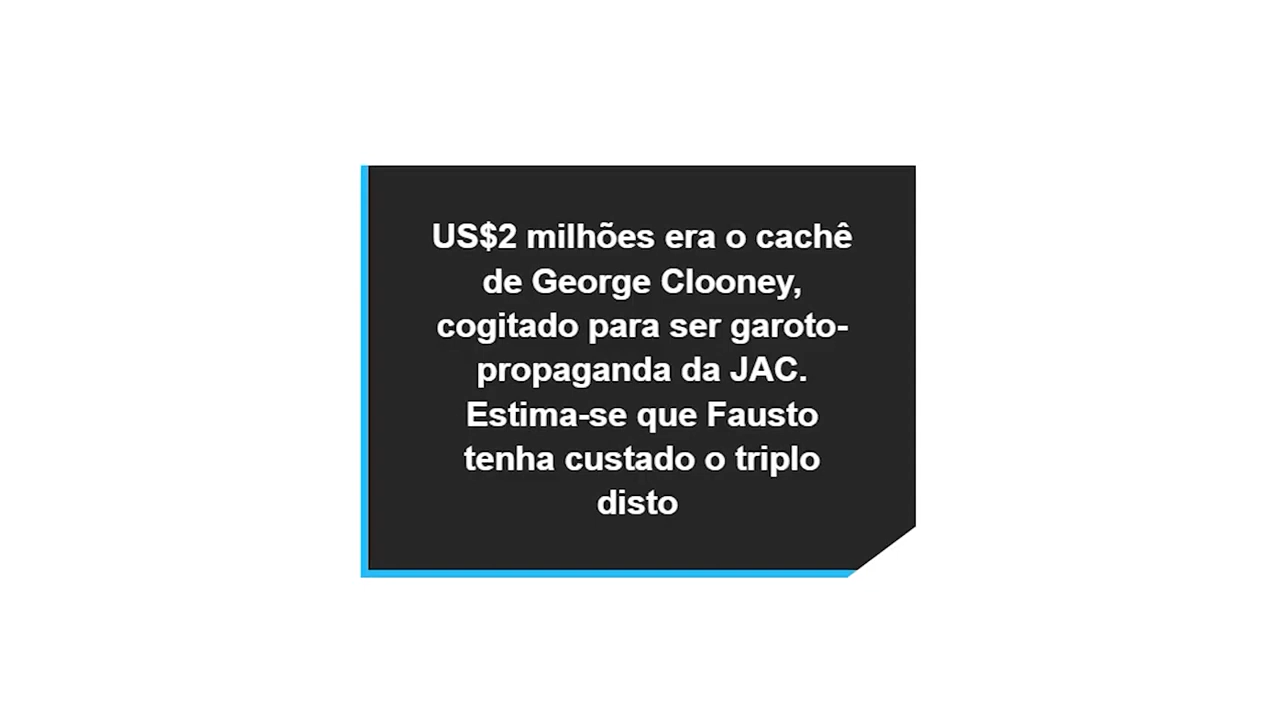 US$2 milhões era o cachê
de George Clooney,
cogitado para ser garoto-
propaganda da JAC.
Estima-se que Fausto
tenha custado o triplo
disto